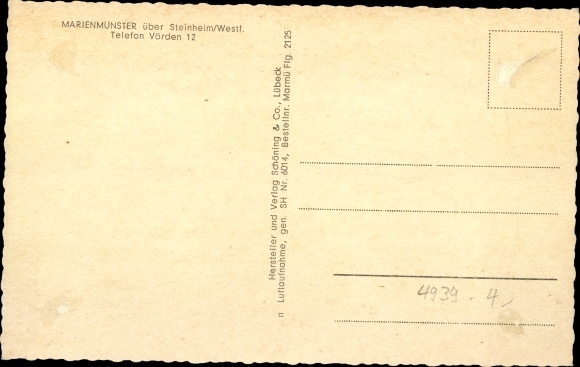 MARIENMÜNSTER über Steinheim/Westf.
Telefon Vörden 12
Hersteller und Verlag Schöning & Co., Lübeck
n Luftaufnahme, gen. SH Nr. 6014, Bestellnr. Marmü Flg. 2125
4939 - 4,